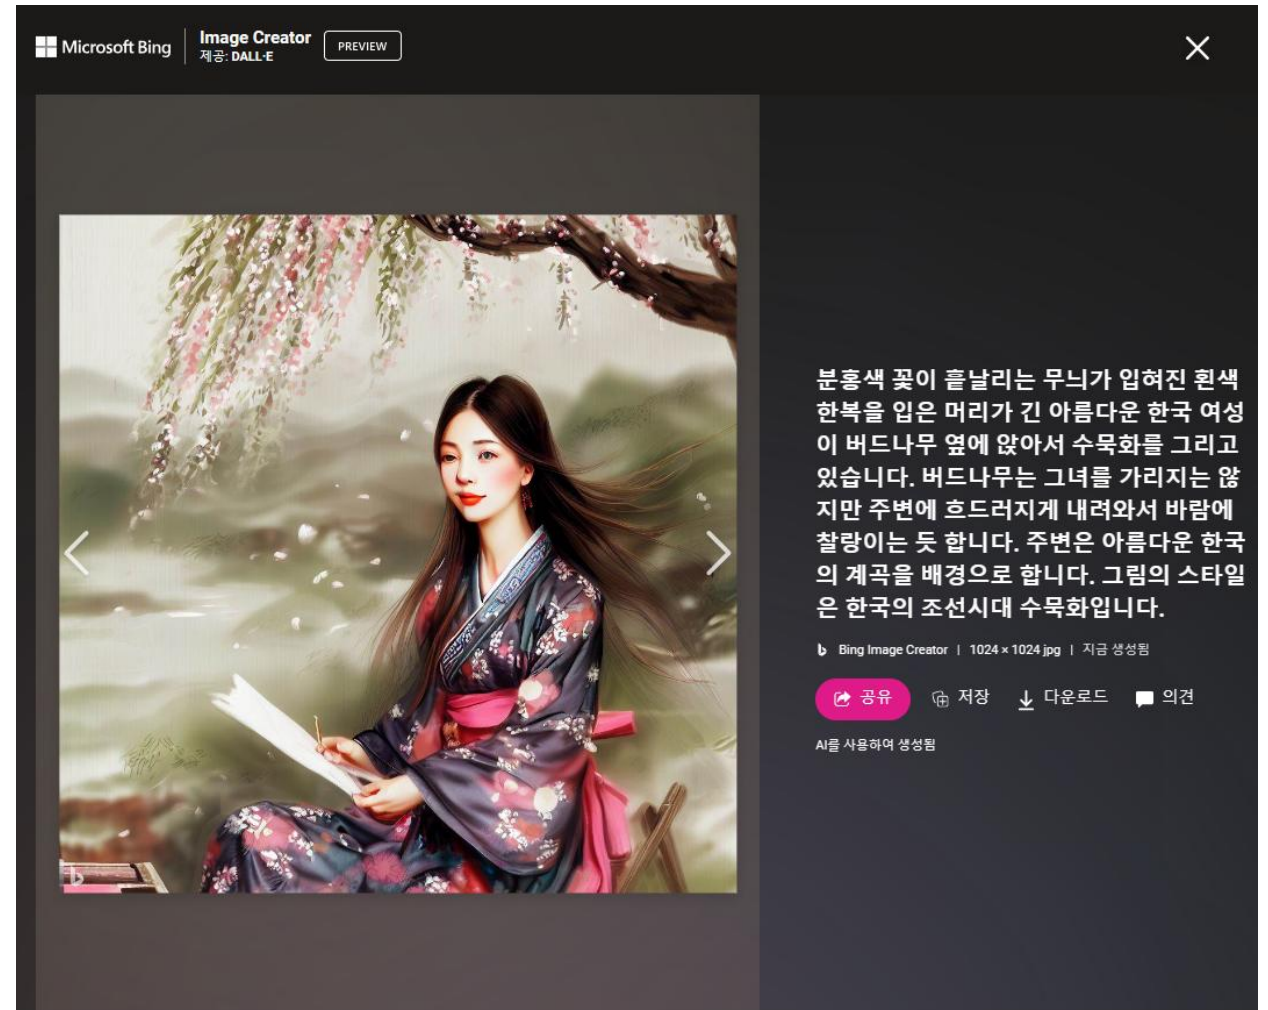 Microsoft Bing
Image Creator
제공: DALL·E
PREVIEW
분홍색 꽃이 흩날리는 무늬가 입혀진 흰색
한복을 입은 머리가 긴 아름다운 한국 여성
이 버드나무 옆에 앉아서 수묵화를 그리고
있습니다. 버드나무는 그녀를 가리지는 않
지만 주변에 흐드러지게 내려와서 바람에
찰랑이는 듯 합니다. 주변은 아름다운 한국
의 계곡을 배경으로 합니다. 그림의 스타일
은 한국의 조선시대 수묵화입니다.
Bing Image Creator | 1024 × 1024 jpg | 지금 생성됨
공유 저장 다운로드 의견
AI를 사용하여 생성됨